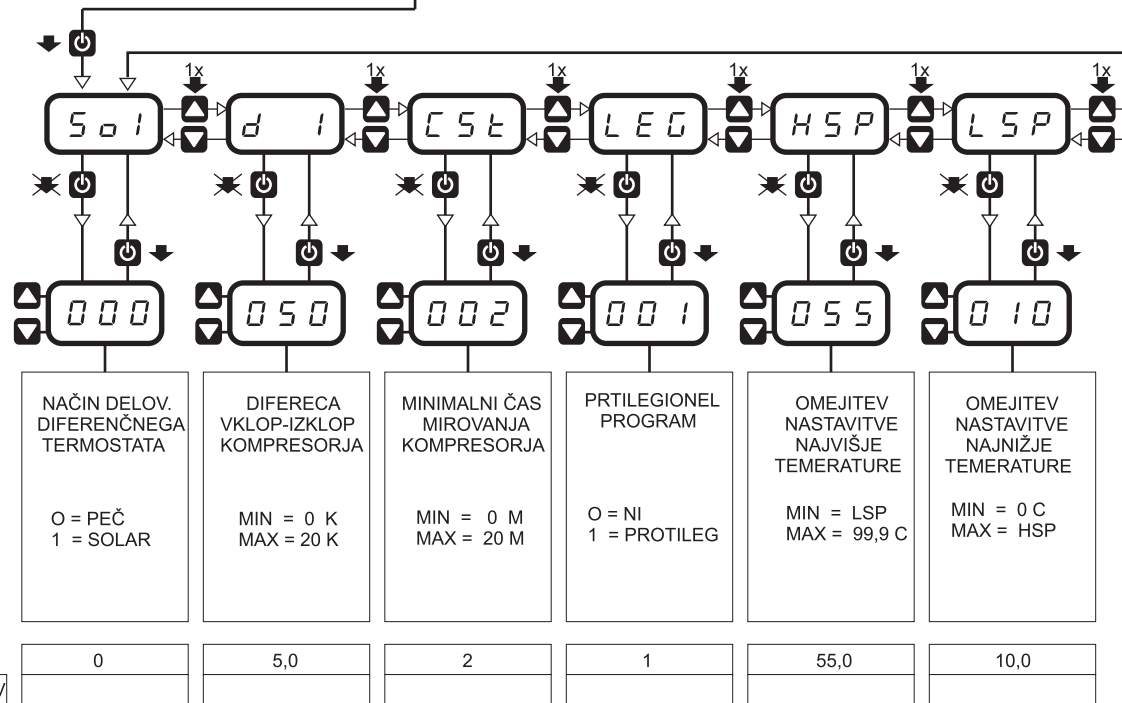 1x 1x 1x 1x 1x 1x
So1 d 1 CSt LEG HSP LSP
000 050 002 001 055 010
NAČIN DELOV.
DIFERENČNEGA
TERMOSTATA
O = PEČ
1 = SOLAR
DIFERECA
VKLOP-IZKLOP
KOMPRESORJA
MIN = 0 K
MAX = 20 K
MINIMALNI ČAS
MIROVANJA
KOMPRESORJA
MIN = 0 M
MAX = 20 M
PRTILEGIONEL
PROGRAM
O = NI
1 = PROTILEG
OMEJITEV
NASTAVITVE
NAJVIŠJE
TEMERATURE
MIN = LSP
MAX = 99,9 C
OMEJITEV
NASTAVITVE
NAJNIŽJE
TEMERATURE
MIN = 0 C
MAX = HSP
0 5,0 2 1 55,0 10,0